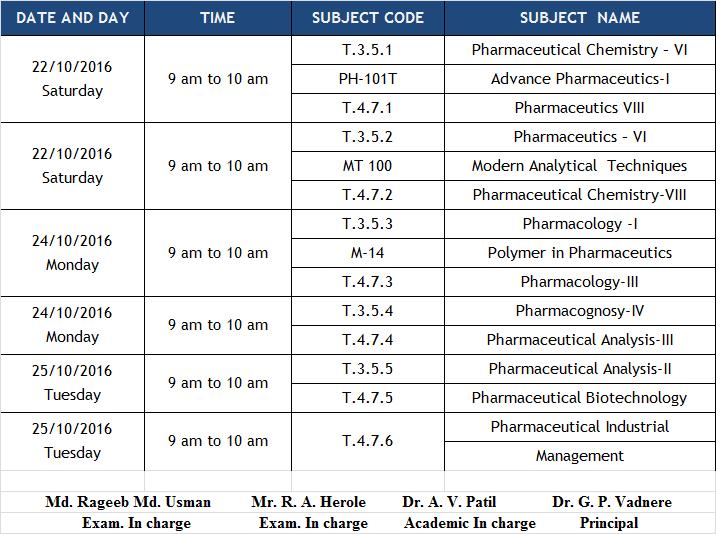 DATE AND DAY TIME SUBJECT CODE SUBJECT NAME
22/10/2016 Saturday 9 am to 10 am T.3.5.1 Pharmaceutical Chemistry – VI
PH-101T Advance Pharmaceutics-I
T.4.7.1 Pharmaceutics VIII
22/10/2016 Saturday 9 am to 10 am T.3.5.2 Pharmaceutics – VI
MT 100 Modern Analytical Techniques
T.4.7.2 Pharmaceutical Chemistry-VIII
24/10/2016 Monday 9 am to 10 am T.3.5.3 Pharmacology -I
M-14 Polymer in Pharmaceutics
T.4.7.3 Pharmacology-III
24/10/2016 Monday 9 am to 10 am T.3.5.4 Pharmacognosy-IV
T.4.7.4 Pharmaceutical Analysis-III
25/10/2016 Tuesday 9 am to 10 am T.3.5.5 Pharmaceutical Analysis-II
T.4.7.5 Pharmaceutical Biotechnology
25/10/2016 Tuesday 9 am to 10 am T.4.7.6 Pharmaceutical Industrial
Management
Md. Rageeb Md. Usman Mr. R. A. Herole Dr. A. V. Patil Dr. G. P. Vadnere
Exam. In charge Exam. In charge Academic In charge Principal